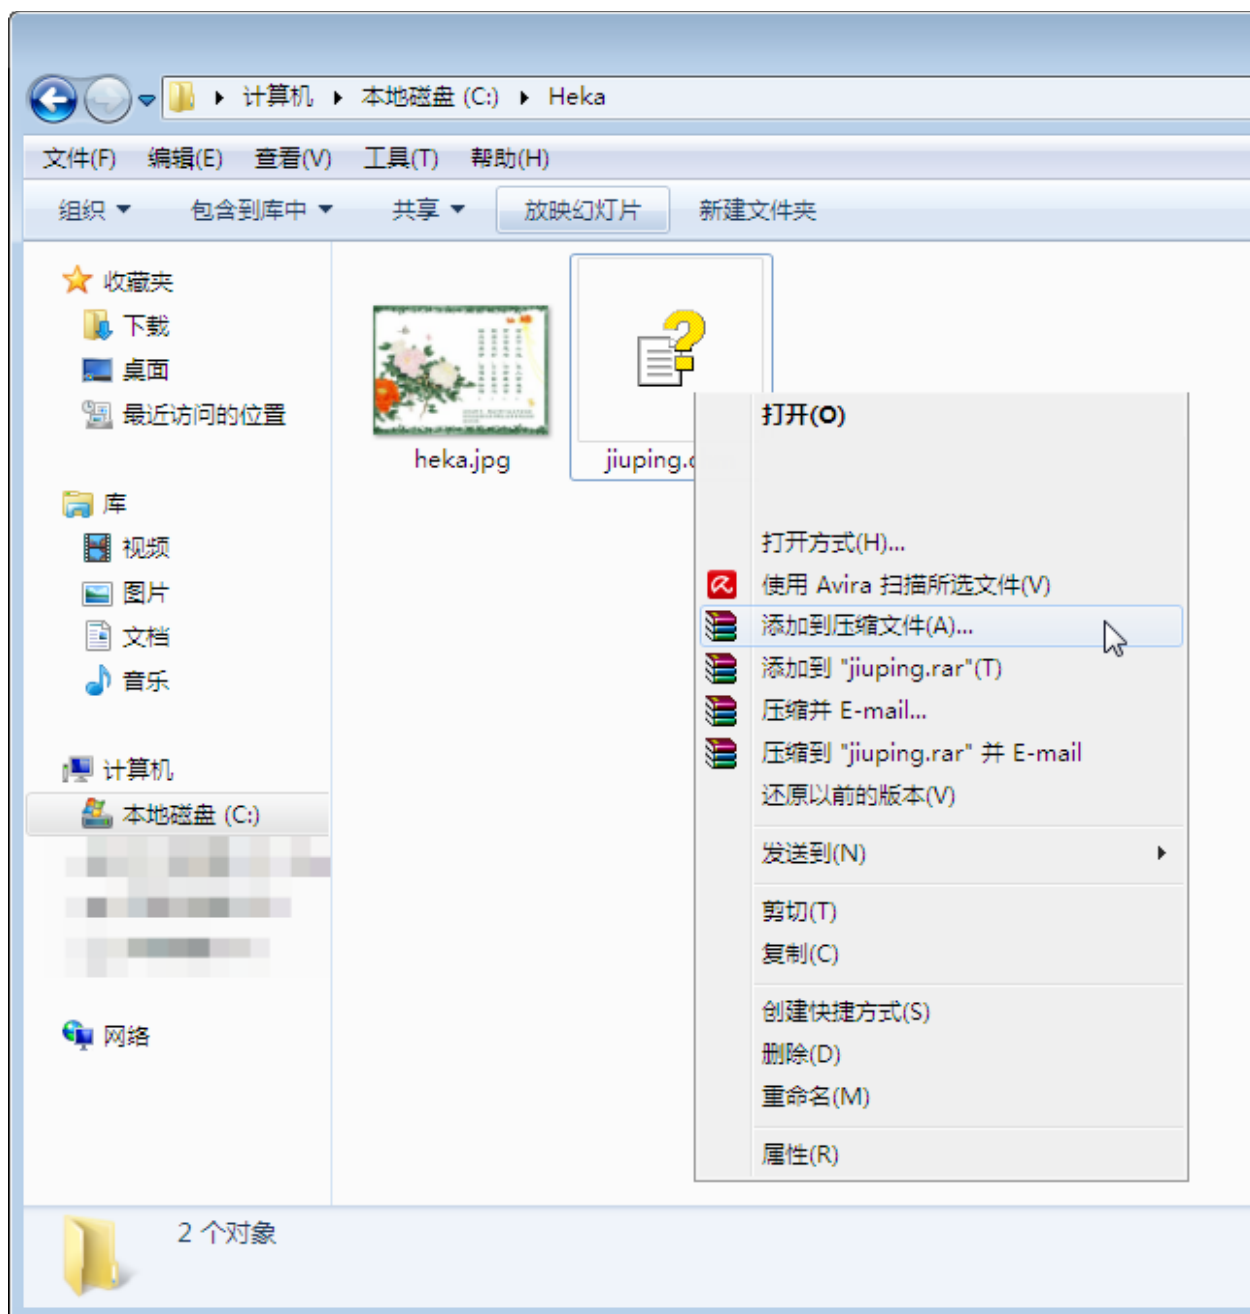 计算机 本地磁盘 (C:) Heka
文件(F) 编辑(E) 查看(V) 工具(T) 帮助(H)
组织 包含到库中 共享 放映幻灯片 新建文件夹
收藏夹
下载
桌面
最近访问的位置
库
视频
图片
文档
音乐
计算机
本地磁盘 (C:)
网络
heka.jpg
jiuping.
打开(O)
打开方式(H)...
使用 Avira 扫描所选文件(V)
添加到压缩文件(A)...
添加到 "jiuping.rar"(T)
压缩并 E-mail...
压缩到 "jiuping.rar" 并 E-mail
还原以前的版本(V)
发送到(N)
剪切(T)
复制(C)
创建快捷方式(S)
删除(D)
重命名(M)
属性(R)
2 个对象